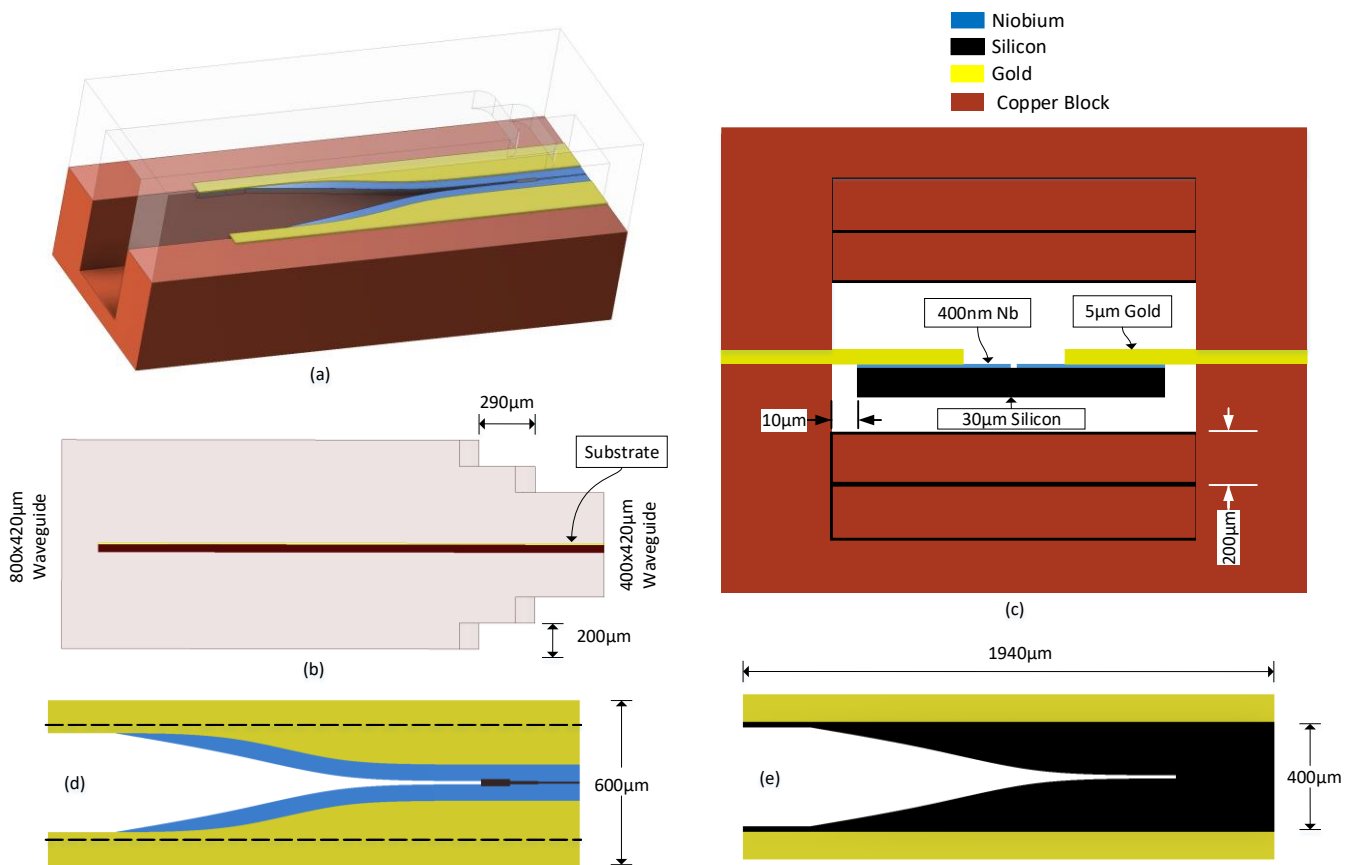 Niobium
Silicon
Gold
Copper Block
(a)
290µm
Substrate
800x420µm
Waveguide
400x420µm
Waveguide
200µm
(b)
400nm Nb
5µm Gold
10µm
30µm Silicon
200µm
(c)
(d)
600µm
1940µm
(e)
400µm